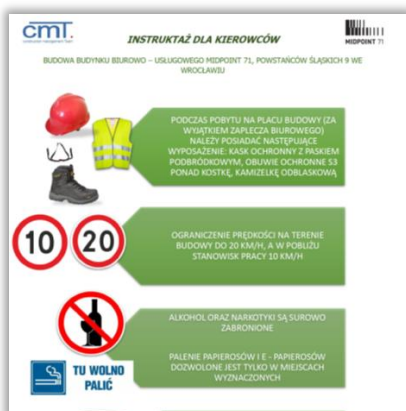 cmT.
construction management team
INSTRUKTAŻ DLA KIEROWCÓW
MIDPOINT 71
BUDOWA BUDYNKU BIUROWO – USŁUGOWEGO MIDPOINT 71, POWSTAŃCÓW ŚLĄSKICH 9 WE
WROCŁAWIU
PODCZAS POBYTU NA PLACU BUDOWY (ZA
WYJĄTKIEM ZAPLECZA BIUROWEGO)
NALEŻY POSIADAĆ NASTĘPUJĄCE
WYPOSAŻENIE: KASK OCHRONNY Z PASKIEM
PODBRÓDKOWYM, OBUWIE OCHRONNE S3
PONAD KOSTKĘ, KAMIZELKĘ ODBLASKOWĄ
10 20
OGRANICZENIE PRĘDKOŚCI NA TERENIE
BUDOWY DO 20 KM/H, A W POBLIŻU
STANOWISK PRACY 10 KM/H
ALKOHOL ORAZ NARKOTYKI SĄ SUROWO
ZABRONIONE
TU WOLNO
PALIĆ
PALENIE PAPIEROSÓW I E - PAPIEROSÓW
DOZWOLONE JEST TYLKO W MIEJSCACH
WYZNACZONYCH